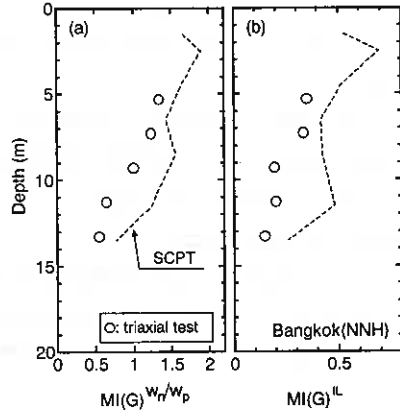 (a)
(b)
0
5
10
15
20
Depth (m)
SCPT
O: triaxial test
Bangkok(NNH)
0 0.5 1 1.5 2
0 0.5
MI(G)^Wn/Wp
MI(G)^IL